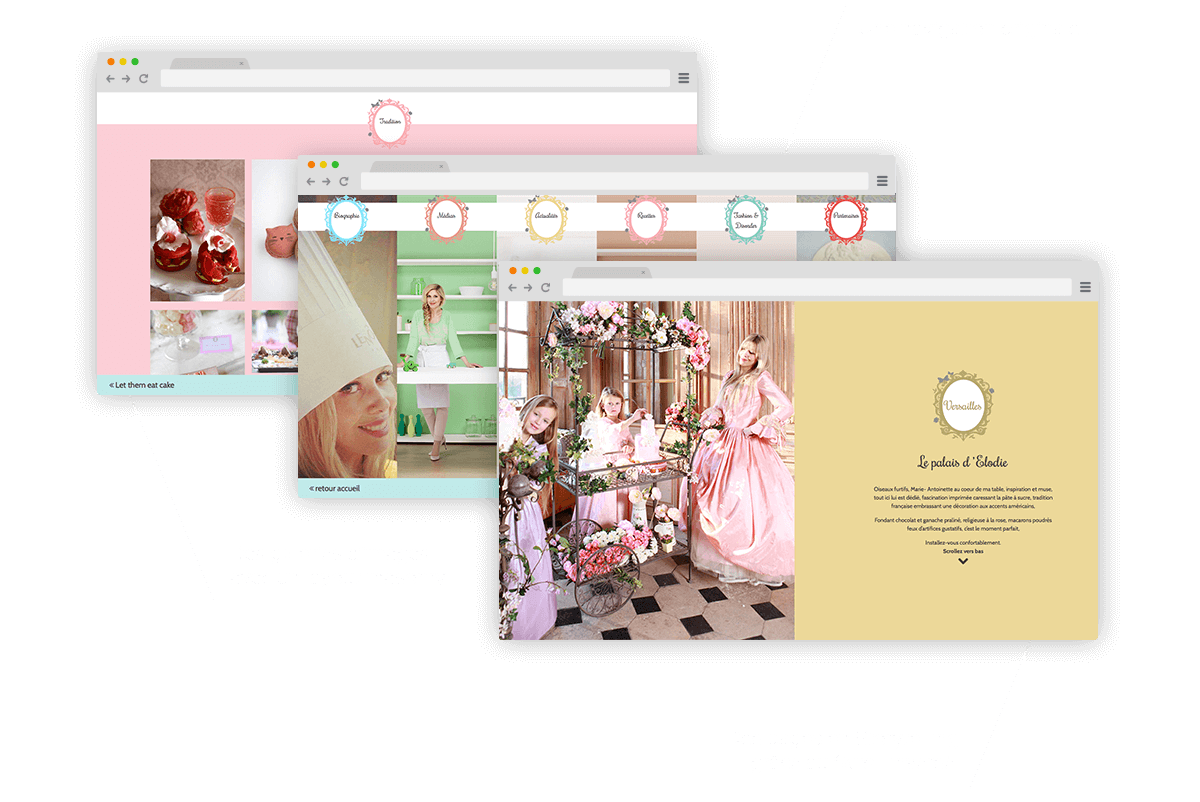 Tradition
« Let them eat cake
Biographie
Médias
Actualités
Recettes
Fashion &
Disorder
Partenaires
« retour accueil
Versailles
Le palais d'Elodie
Oiseaux furtifs, Marie- Antoinette au coeur de ma table, inspiration et muse,
tout ici lui est dédié, fascination imprimée caressant la pâte à sucre, tradition
française embrassant une décoration aux accents américains,
Fondant chocolat et ganache praliné, religieuse à la rose, macarons poudrés
feux d'artifices gustatifs, c'est le moment parfait,
Installez-vous confortablement.
Scrollez vers bas